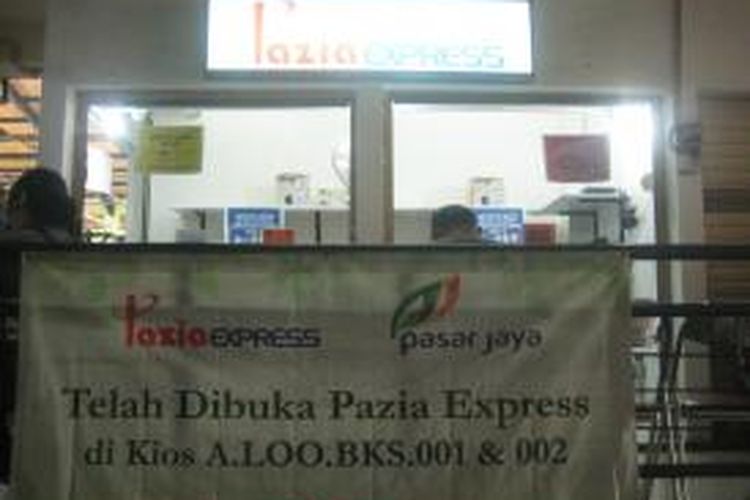 Pazia EXPRESS
Pazia EXPRESS
pasar jaya
Telah Dibuka Pazia Express
di Kios A.LOO.BKS.001 & 002